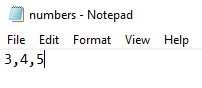 numbers - Notepad
File Edit Format View Help
3,4,5